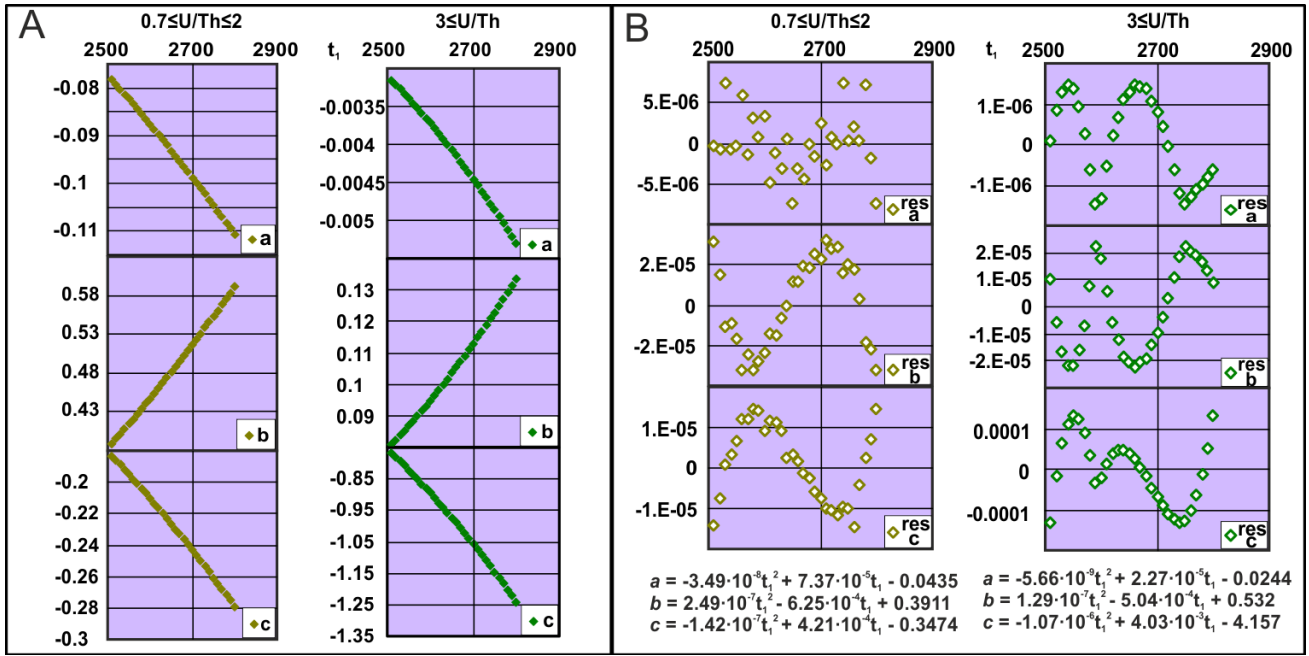 A
0.7≤U/Th≤2
3≤U/Th
2500 2700 2900
t₁ 2500 2700 2900
-0.08
-0.09
-0.1
-0.11
a
0.58
0.53
0.48
0.43
b
-0.2
-0.22
-0.24
-0.26
-0.28
-0.3
c
-0.0035
-0.004
-0.0045
-0.005
a
0.13
0.12
0.11
0.1
0.09
b
-0.85
-0.95
-1.05
-1.15
-1.25
-1.35
c
B
0.7≤U/Th≤2
3≤U/Th
2500 2700 2900
t₁ 2500 2700 2900
5.E-06
0
-5.E-06
res
a
2.E-05
0
-2.E-05
res
b
1.E-05
0
-1.E-05
res
c
1.E-06
0
-1.E-06
res
a
2.E-05
1.E-05
0
-1.E-05
-2.E-05
res
b
0.0001
0
-0.0001
res
c
a = -3.49·10⁻⁸t₁² + 7.37·10⁻⁵t₁ - 0.0435
b = 2.49·10⁻⁷t₁² - 6.25·10⁻⁴t₁ + 0.3911
c = -1.42·10⁻⁷t₁² + 4.21·10⁻⁴t₁ - 0.3474
a = -5.66·10⁻⁹t₁² + 2.27·10⁻⁵t₁ - 0.0244
b = 1.29·10⁻⁷t₁² - 5.04·10⁻⁴t₁ + 0.532
c = -1.07·10⁻⁶t₁² + 4.03·10⁻³t₁ - 4.157